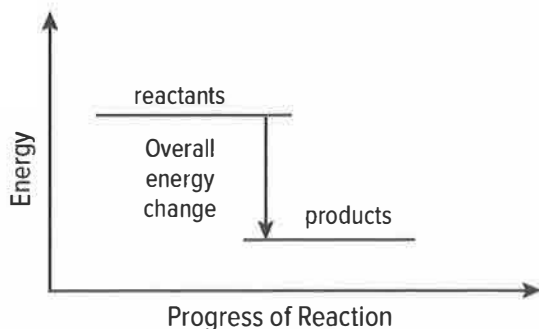 reactants
Overall
energy
change
products
Energy
Progress of Reaction